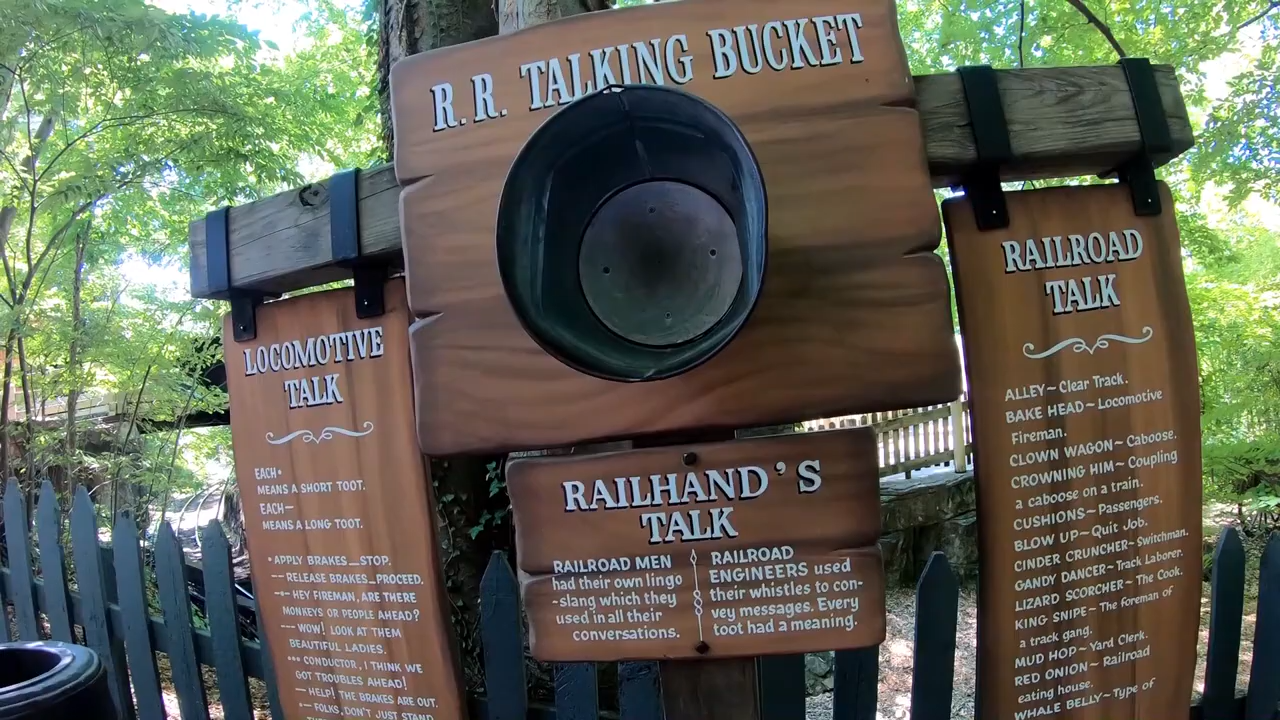 R.R. TALKING BUCKET
LOCOMOTIVE
TALK
EACH•
MEANS A SHORT TOOT.
EACH—
MEANS A LONG TOOT.
• APPLY BRAKES_STOP.
—— RELEASE BRAKES_PROCEED.
HEY FIREMAN, ARE THERE
MONKEYS OR PEOPLE AHEAD?
WOW! LOOK AT THEM
BEAUTIFUL LADIES.
••• CONDUCTOR, I THINK WE
GOT TROUBLES AHEAD!
— HELP! THE BRAKES ARE OUT.
FOLKS, DON'T JUST STAND
RAILHAND'S
TALK
RAILROAD MEN
had their own lingo
-slang which they
used in all their
conversations.
RAILROAD
ENGINEERS used
their whistles to con-
vey messages. Every
toot had a meaning.
RAILROAD
TALK
ALLEY~Clear Track.
BAKE HEAD~Locomotive
Fireman.
CLOWN WAGON~Caboose.
CROWNING HIM~Coupling
a caboose on a train.
CUSHIONS~Passengers.
BLOW UP~Quit Job.
CINDER CRUNCHER~Switchman.
GANDY DANCER~Track Laborer.
LIZARD SCORCHER~The Cook.
KING SNIPE~The foreman of
a track gang.
MUD HOP~Yard Clerk.
RED ONION~Railroad
eating house.
WHALE BELLY~Type of